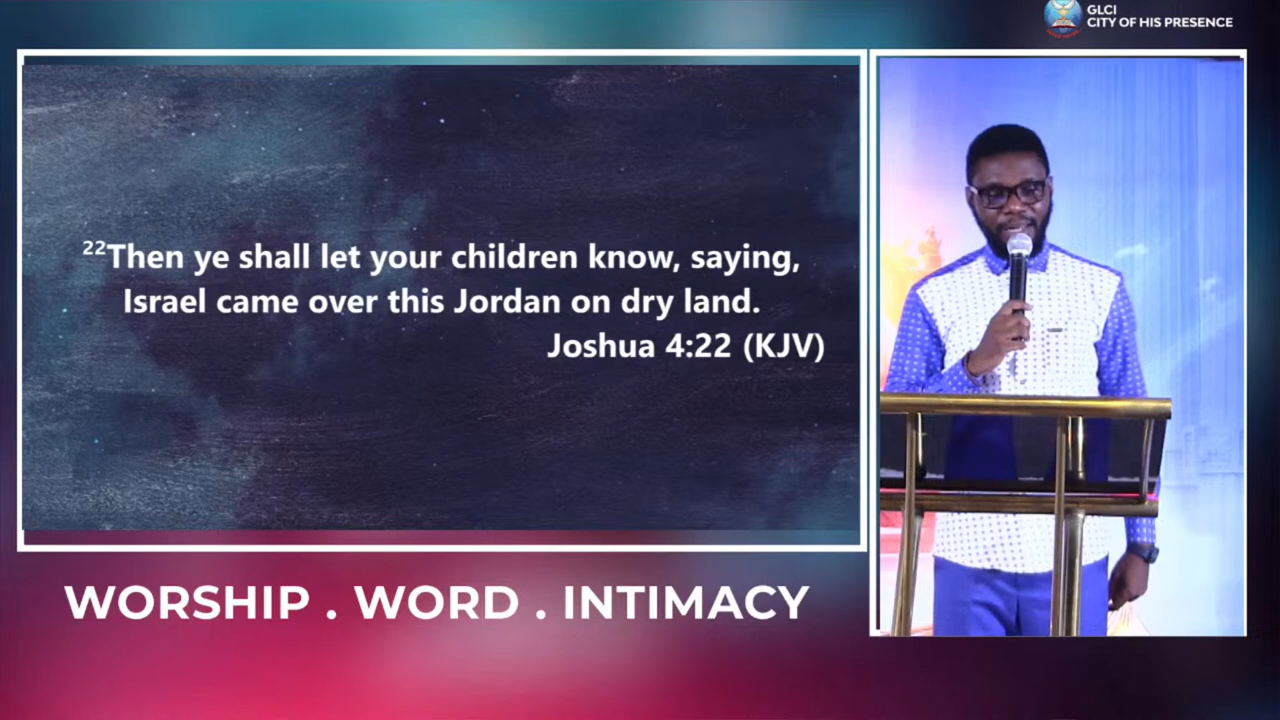 GLCI
CITY OF HIS PRESENCE
22Then ye shall let your children know, saying,
Israel came over this Jordan on dry land.
Joshua 4:22 (KJV)
WORSHIP . WORD . INTIMACY